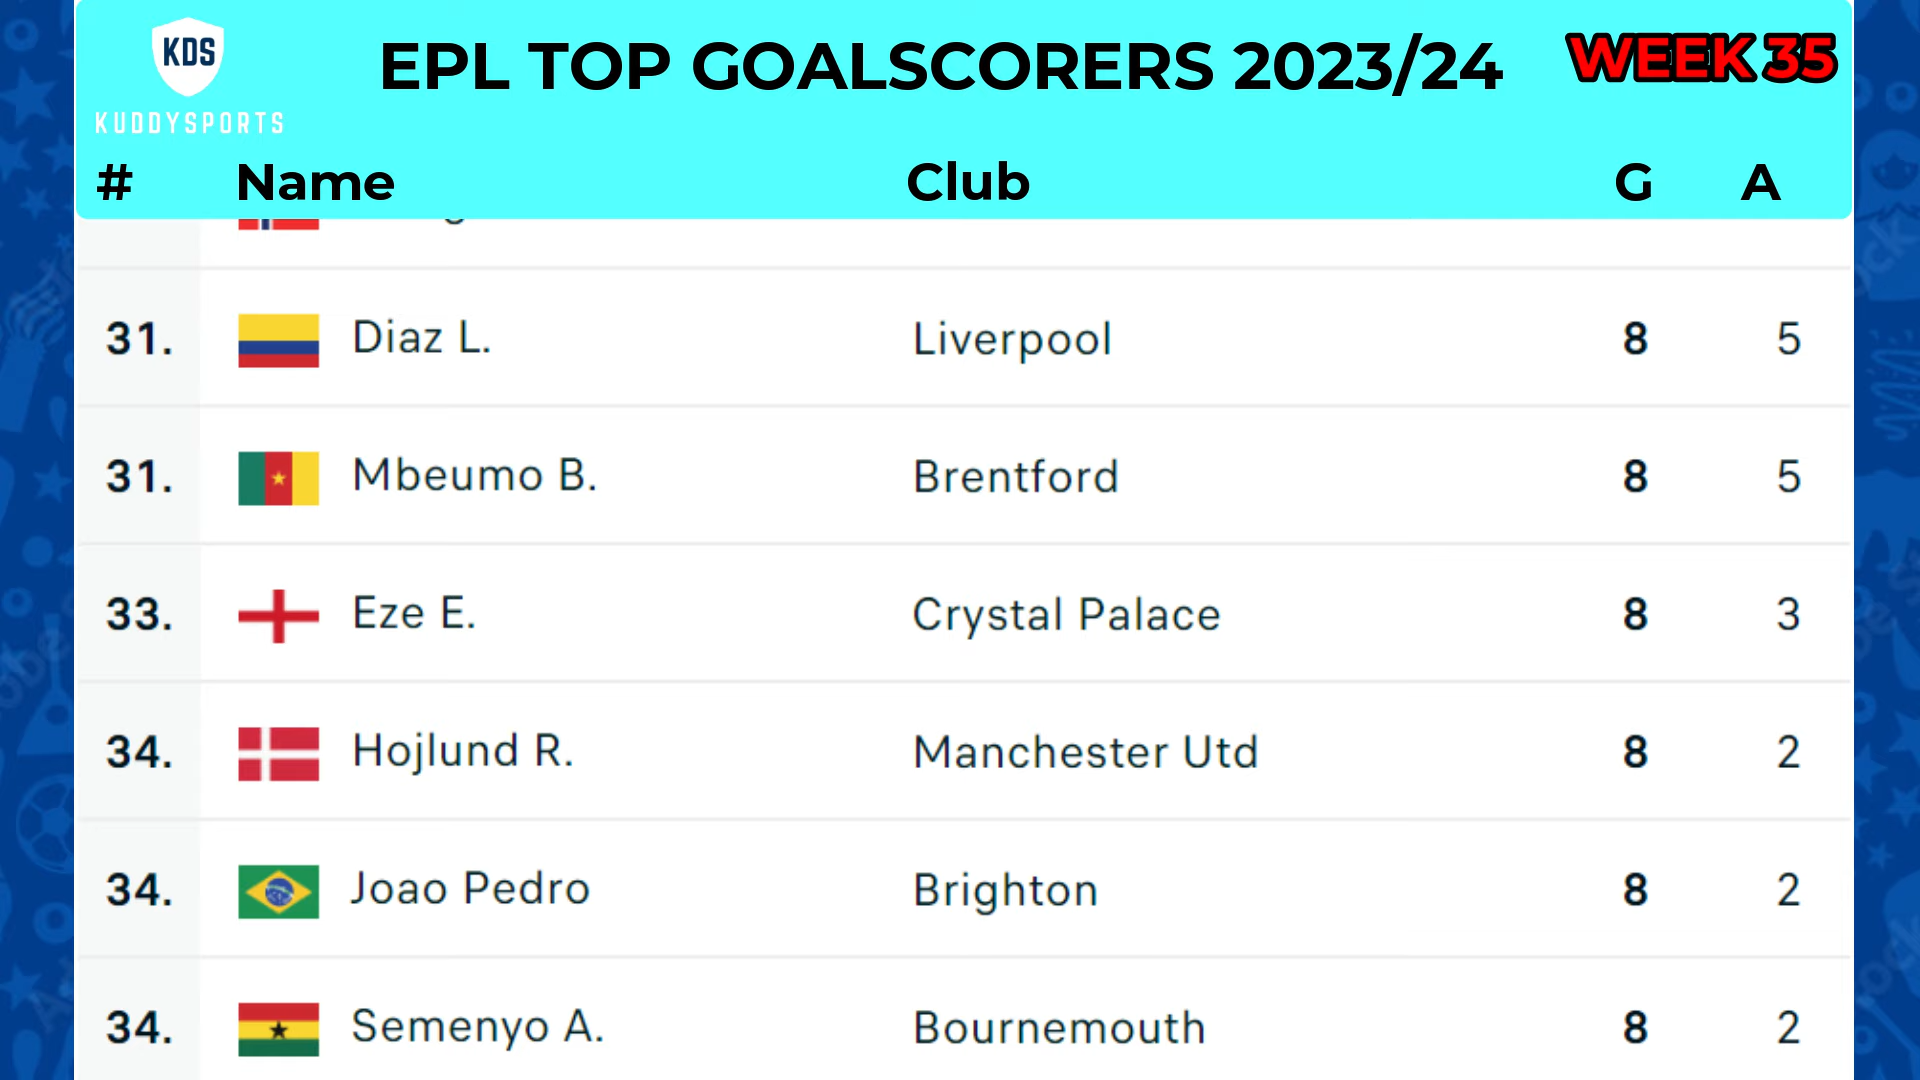 KDS
KUDDYSPORTS
EPL TOP GOALSCORERS 2023/24 WEEK 35
# Name Club G A
31. Diaz L. Liverpool 8 5
31. Mbeumo B. Brentford 8 5
33. Eze E. Crystal Palace 8 3
34. Hojlund R. Manchester Utd 8 2
34. Joao Pedro Brighton 8 2
34. Semenyo A. Bournemouth 8 2